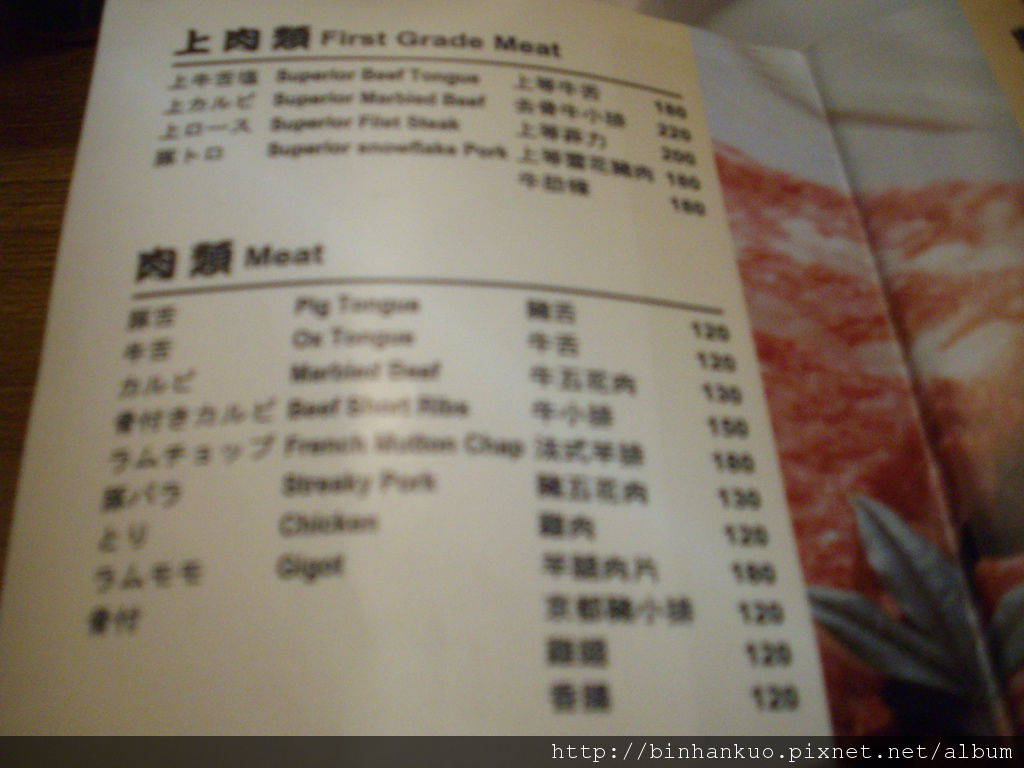 上肉類 First Grade Meat
上牛舌塩 Superior Beef Tongue 上等牛舌 180
上カルビ Superior Marbled Beef 去骨牛小排 220
上ロース Superior Filet Steak 上等菲力 200
豚トロ Superior snowflake Pork 上等雪花豬肉 180
牛肋條 180
肉類 Meat
豚舌 Pig Tongue 豬舌 120
牛舌 Ox Tongue 牛舌 120
カルビ Marbled Beef 牛五花肉 130
骨付きカルビ Beef Short Ribs 牛小排 150
ラムチョップ French Mutton Chap 法式羊排 180
豚バラ Streaky Pork 豬五花肉 130
とり Chicken 雞肉 120
ラムモモ Gigot 羊腿肉片 180
骨付 京都豬小排 120
120
香腸 120
http://binhankuo.pixnet.net/album